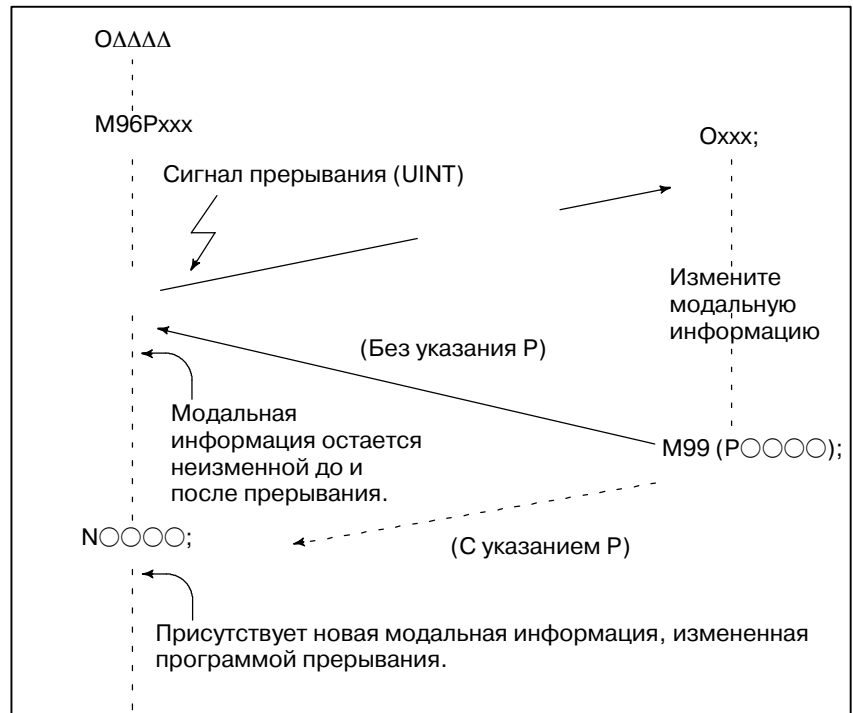 O∆∆∆∆
M96Pxxx
Oxxx;
Сигнал прерывания (UINT)
Измените
модальную
информацию
(Без указания P)
Модальная
информация остается
неизменной до и
после прерывания.
M99 (P○○○○);
N○○○○;
(С указанием P)
Присутствует новая модальная информация, измененная
программой прерывания.